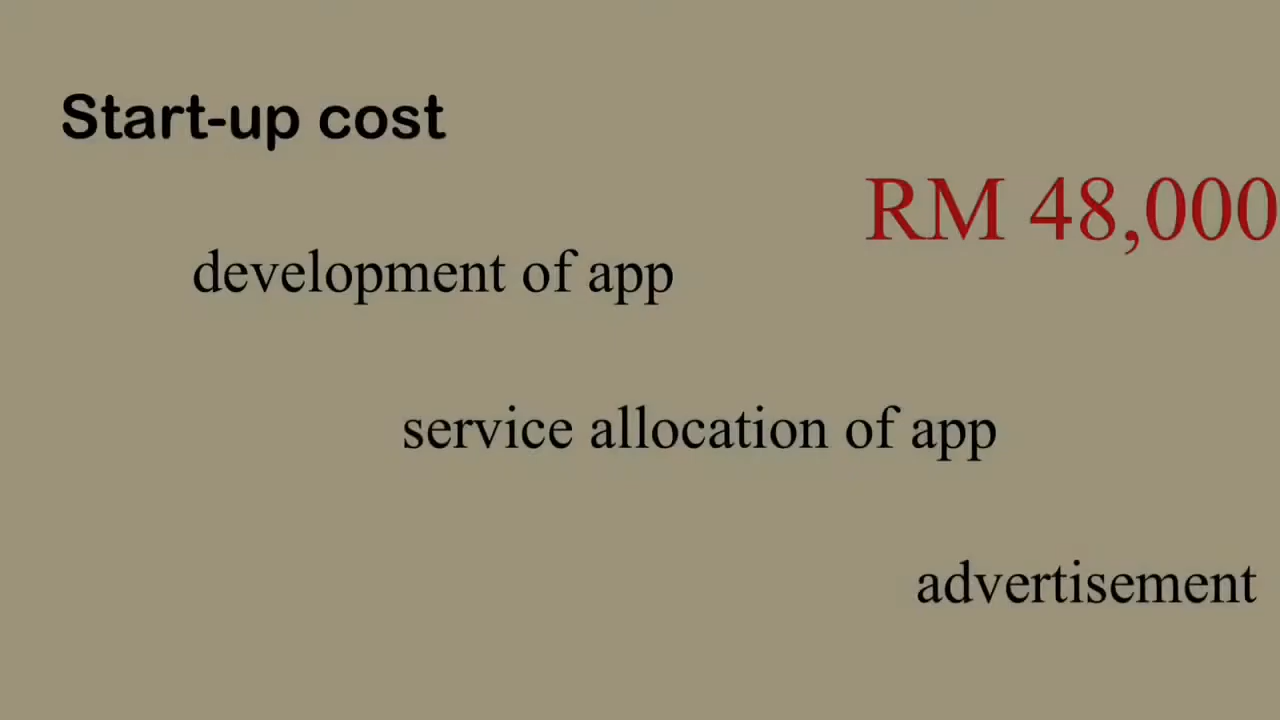 Start-up cost
RM 48,000
development of app
service allocation of app
advertisement